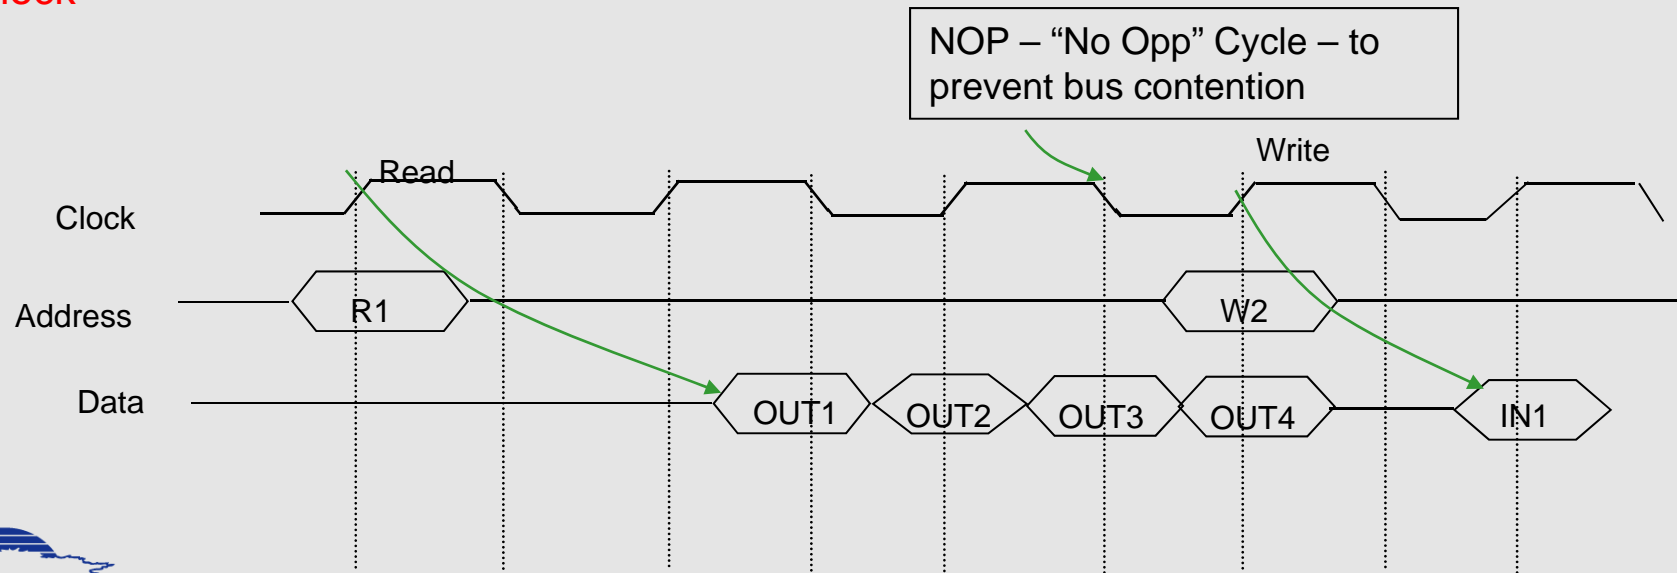 NOP – “No Opp” Cycle – to
prevent bus contention
Read
Write
Clock
Address
R1
W2
Data
OUT1
OUT2
OUT3
OUT4
IN1